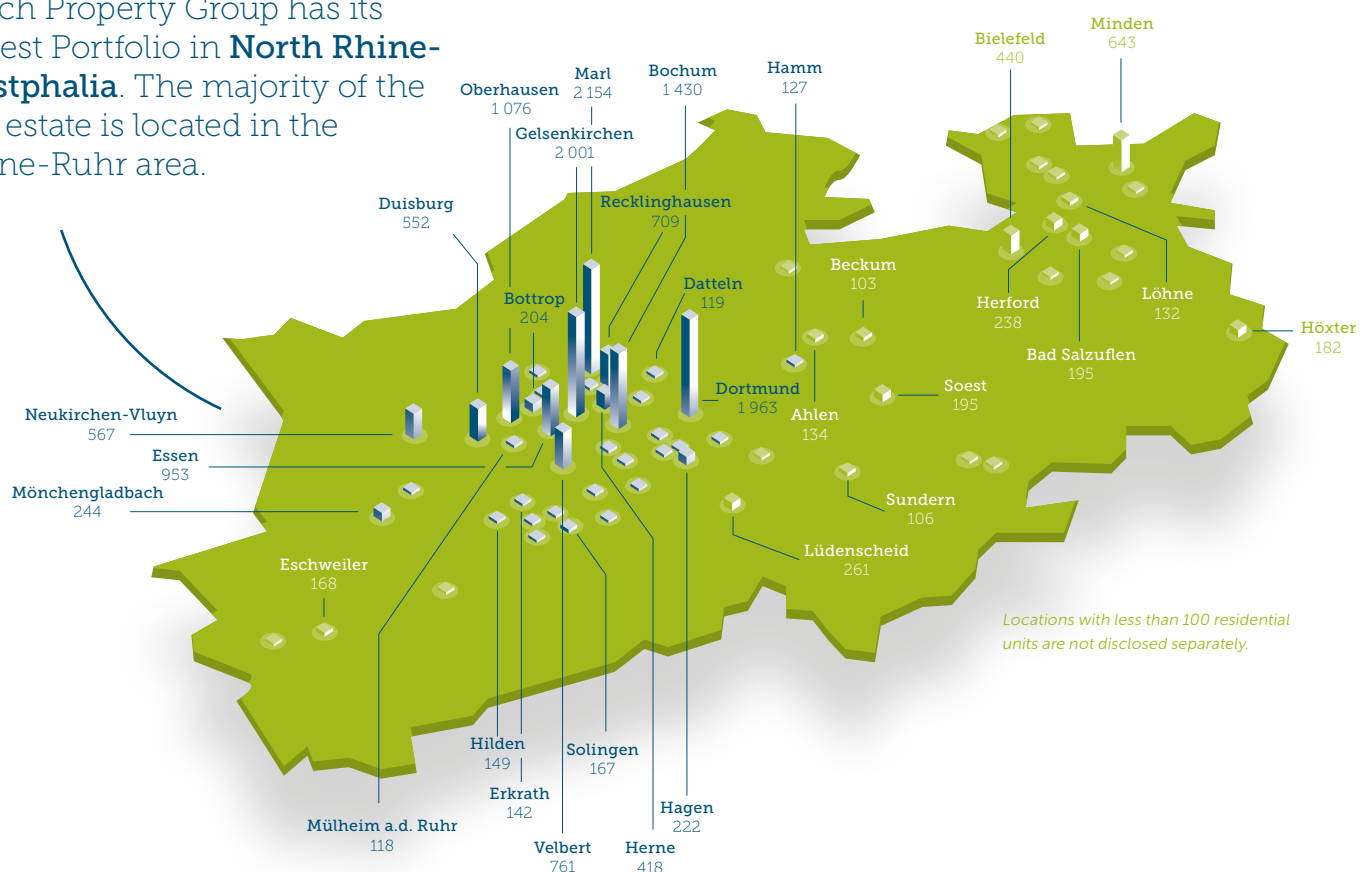 ch Property Group has its
est Portfolio in North Rhine-
stphalia. The majority of the
estate is located in the
ne-Ruhr area.
Minden
643
Bielefeld
440
Hamm
127
Bochum
1 430
Marl
2 154
Oberhausen
1 076
Gelsenkirchen
2 001
Recklinghausen
709
Duisburg
552
Beckum
103
Datteln
119
Bottrop
204
Herford
238
Löhne
132
Höxter
182
Bad Salzuflen
195
Soest
195
Dortmund
1 963
Ahlen
134
Neukirchen-Vluyn
567
Essen
953
Mönchengladbach
244
Sundern
106
Lüdenscheid
261
Eschweiler
168
Locations with less than 100 residential
units are not disclosed separately.
Hilden
149
Solingen
167
Erkrath
142
Hagen
222
Mülheim a.d. Ruhr
118
Velbert
761
Herne
418